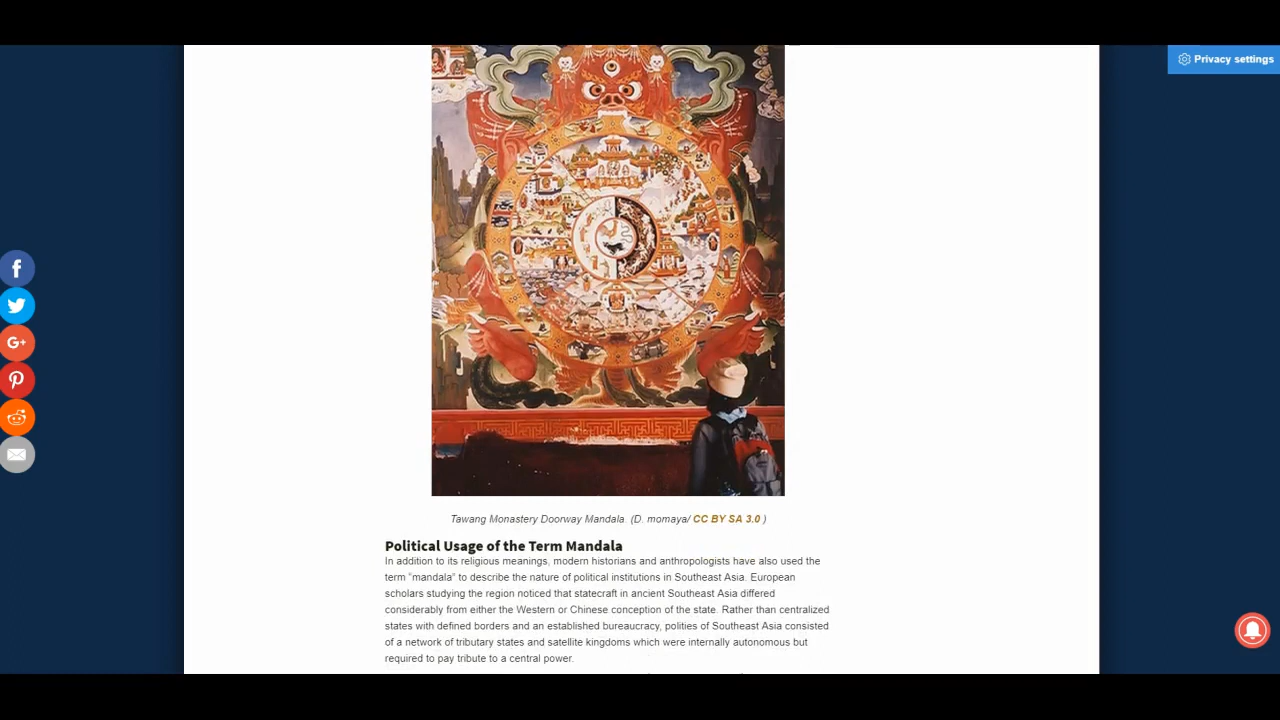 Privacy settings
Tawang Monastery Doorway Mandala. (D. momaya/ CC BY SA 3.0 )
Political Usage of the Term Mandala
In addition to its religious meanings, modern historians and anthropologists have also used the
term "mandala" to describe the nature of political institutions in Southeast Asia. European
scholars studying the region noticed that statecraft in ancient Southeast Asia differed
considerably from either the Western or Chinese conception of the state. Rather than centralized
states with defined borders and an established bureaucracy, polities of Southeast Asia consisted
of a network of tributary states and satellite kingdoms which were internally autonomous but
required to pay tribute to a central power.